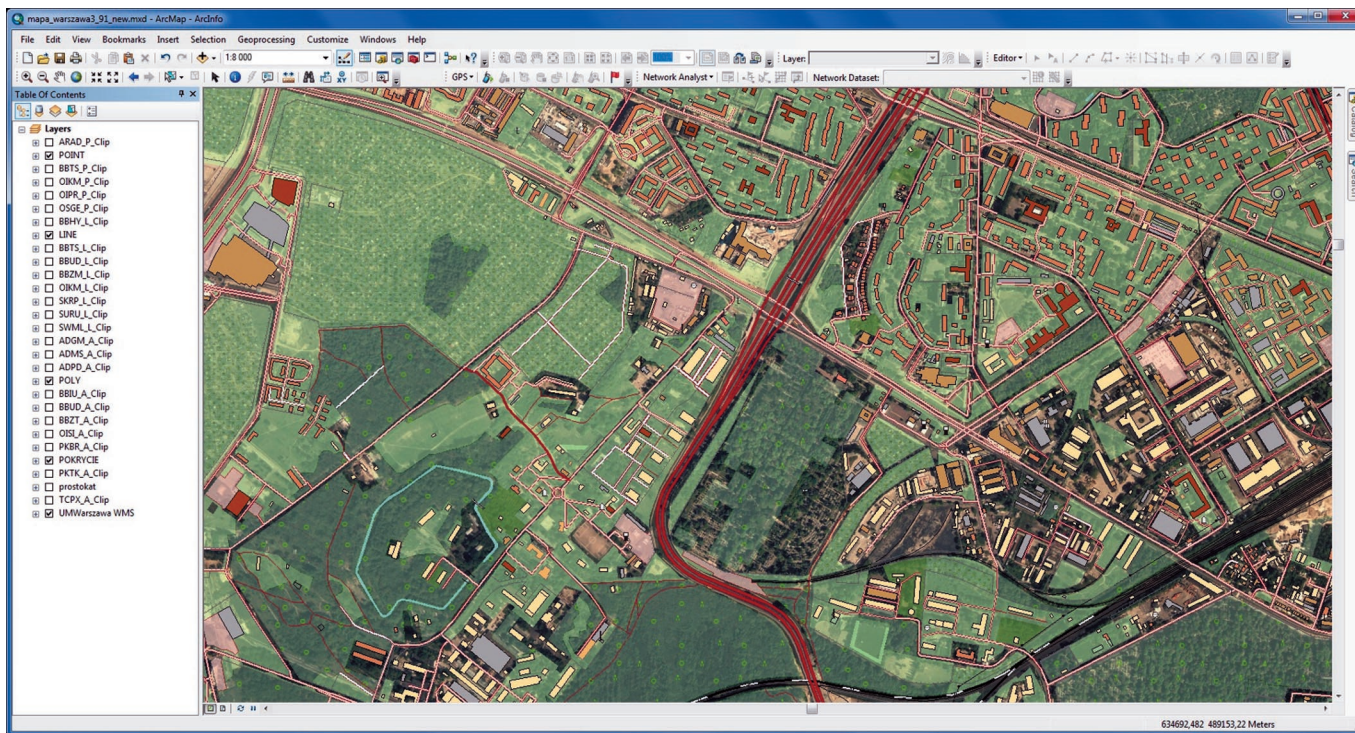 mapa_warszawa3_91_new.mxd - ArcMap - ArcInfo
File Edit View Bookmarks Insert Selection Geoprocessing Customize Windows Help
1:8 000
Layer:
Editor
GPS
Network Analyst
Network Dataset:
Table Of Contents
Layers
ARAD_P_Clip
POINT
BBTS_P_Clip
OIKM_P_Clip
OIPR_P_Clip
OSGE_P_Clip
BBHY_L_Clip
LINE
BBTS_L_Clip
BBUD_L_Clip
BBZM_L_Clip
OIKM_L_Clip
SKRP_L_Clip
SURU_L_Clip
SWML_L_Clip
ADGM_A_Clip
ADMS_A_Clip
ADPD_A_Clip
POLY
BBIU_A_Clip
BBUD_A_Clip
BBZT_A_Clip
OISI_A_Clip
PKBR_A_Clip
POKRYCIE
PKTK_A_Clip
prostokat
TCPX_A_Clip
UMWarszawa WMS
Catalog
Search
634692,482 489153,22 Meters